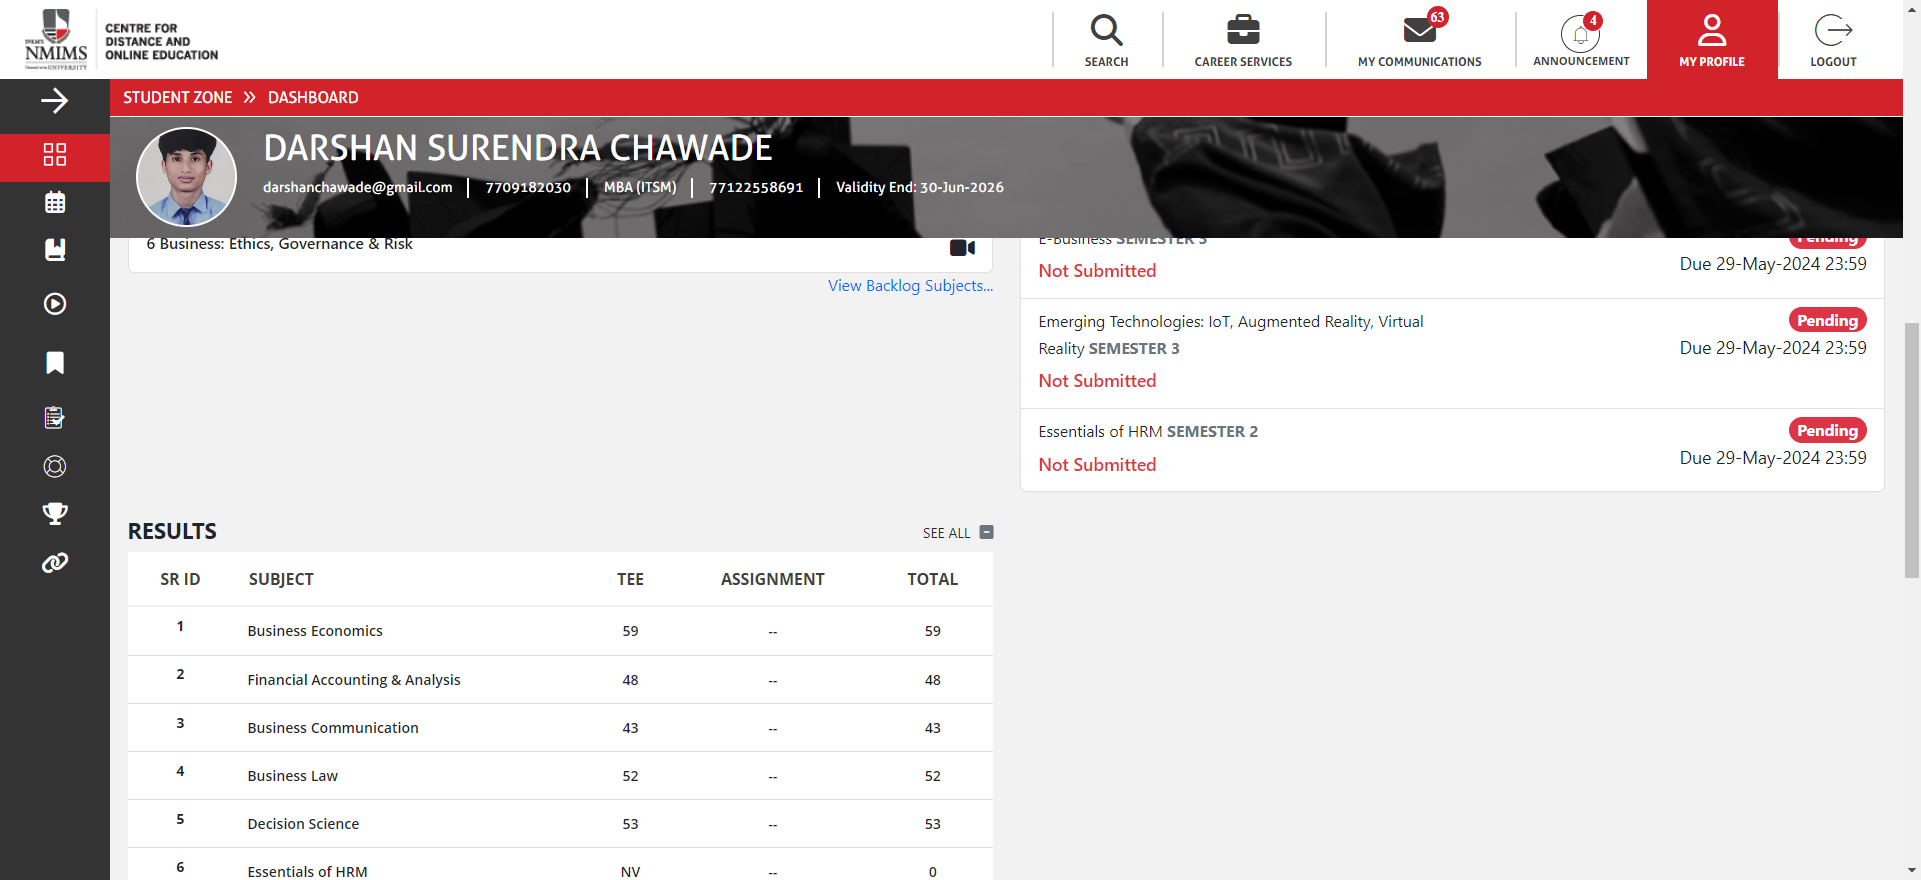 SVKM'S
NMIMS
Deemed to be UNIVERSITY
CENTRE FOR
DISTANCE AND
ONLINE EDUCATION
SEARCH
CAREER SERVICES
63
MY COMMUNICATIONS
4
ANNOUNCEMENT
MY PROFILE
LOGOUT
STUDENT ZONE » DASHBOARD
DARSHAN SURENDRA CHAWADE
darshanchawade@gmail.com | 7709182030 | MBA (ITSM) | 77122558691 | Validity End: 30-Jun-2026
6 Business: Ethics, Governance & Risk
View Backlog Subjects...
E-Business SEMESTER 3
Pending
Not Submitted
Due 29-May-2024 23:59
Emerging Technologies: IoT, Augmented Reality, Virtual
Reality SEMESTER 3
Pending
Due 29-May-2024 23:59
Not Submitted
Essentials of HRM SEMESTER 2
Pending
Due 29-May-2024 23:59
Not Submitted
RESULTS
SEE ALL
SR ID SUBJECT TEE ASSIGNMENT TOTAL
1 Business Economics 59 -- 59
2 Financial Accounting & Analysis 48 -- 48
3 Business Communication 43 -- 43
4 Business Law 52 -- 52
5 Decision Science 53 -- 53
6 Essentials of HRM NV -- 0